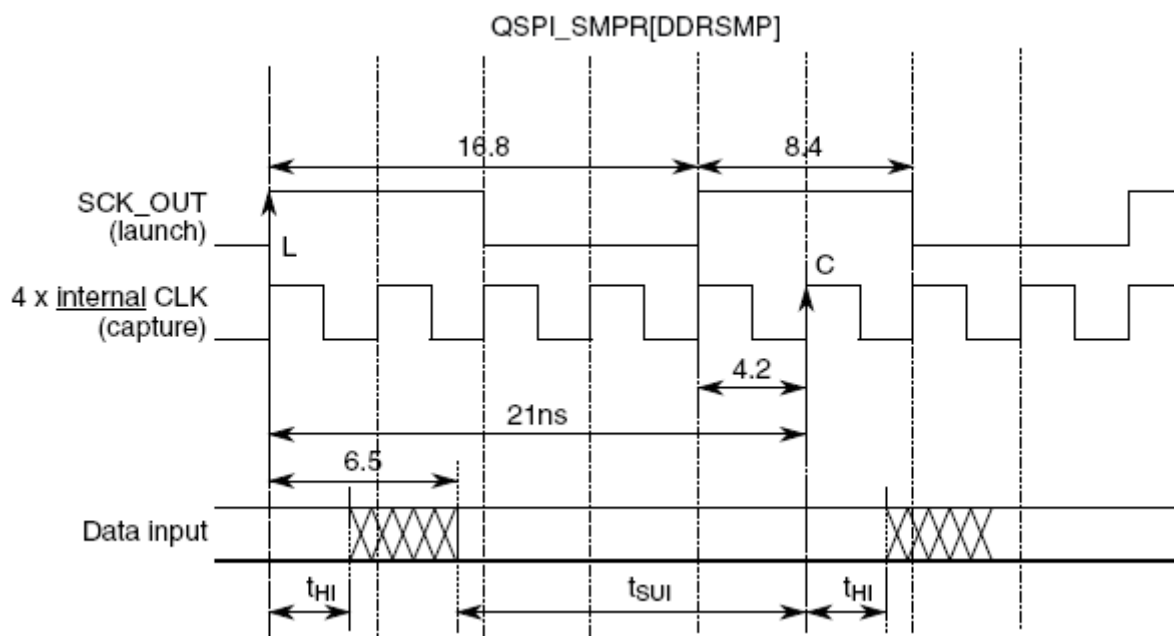 QSPI_SMPR[DDRSMP]
16.8
8.4
SCK_OUT
(launch)
L
C
4 x internal CLK
(capture)
4.2
21ns
6.5
Data input
tHI
tSUI
tHI